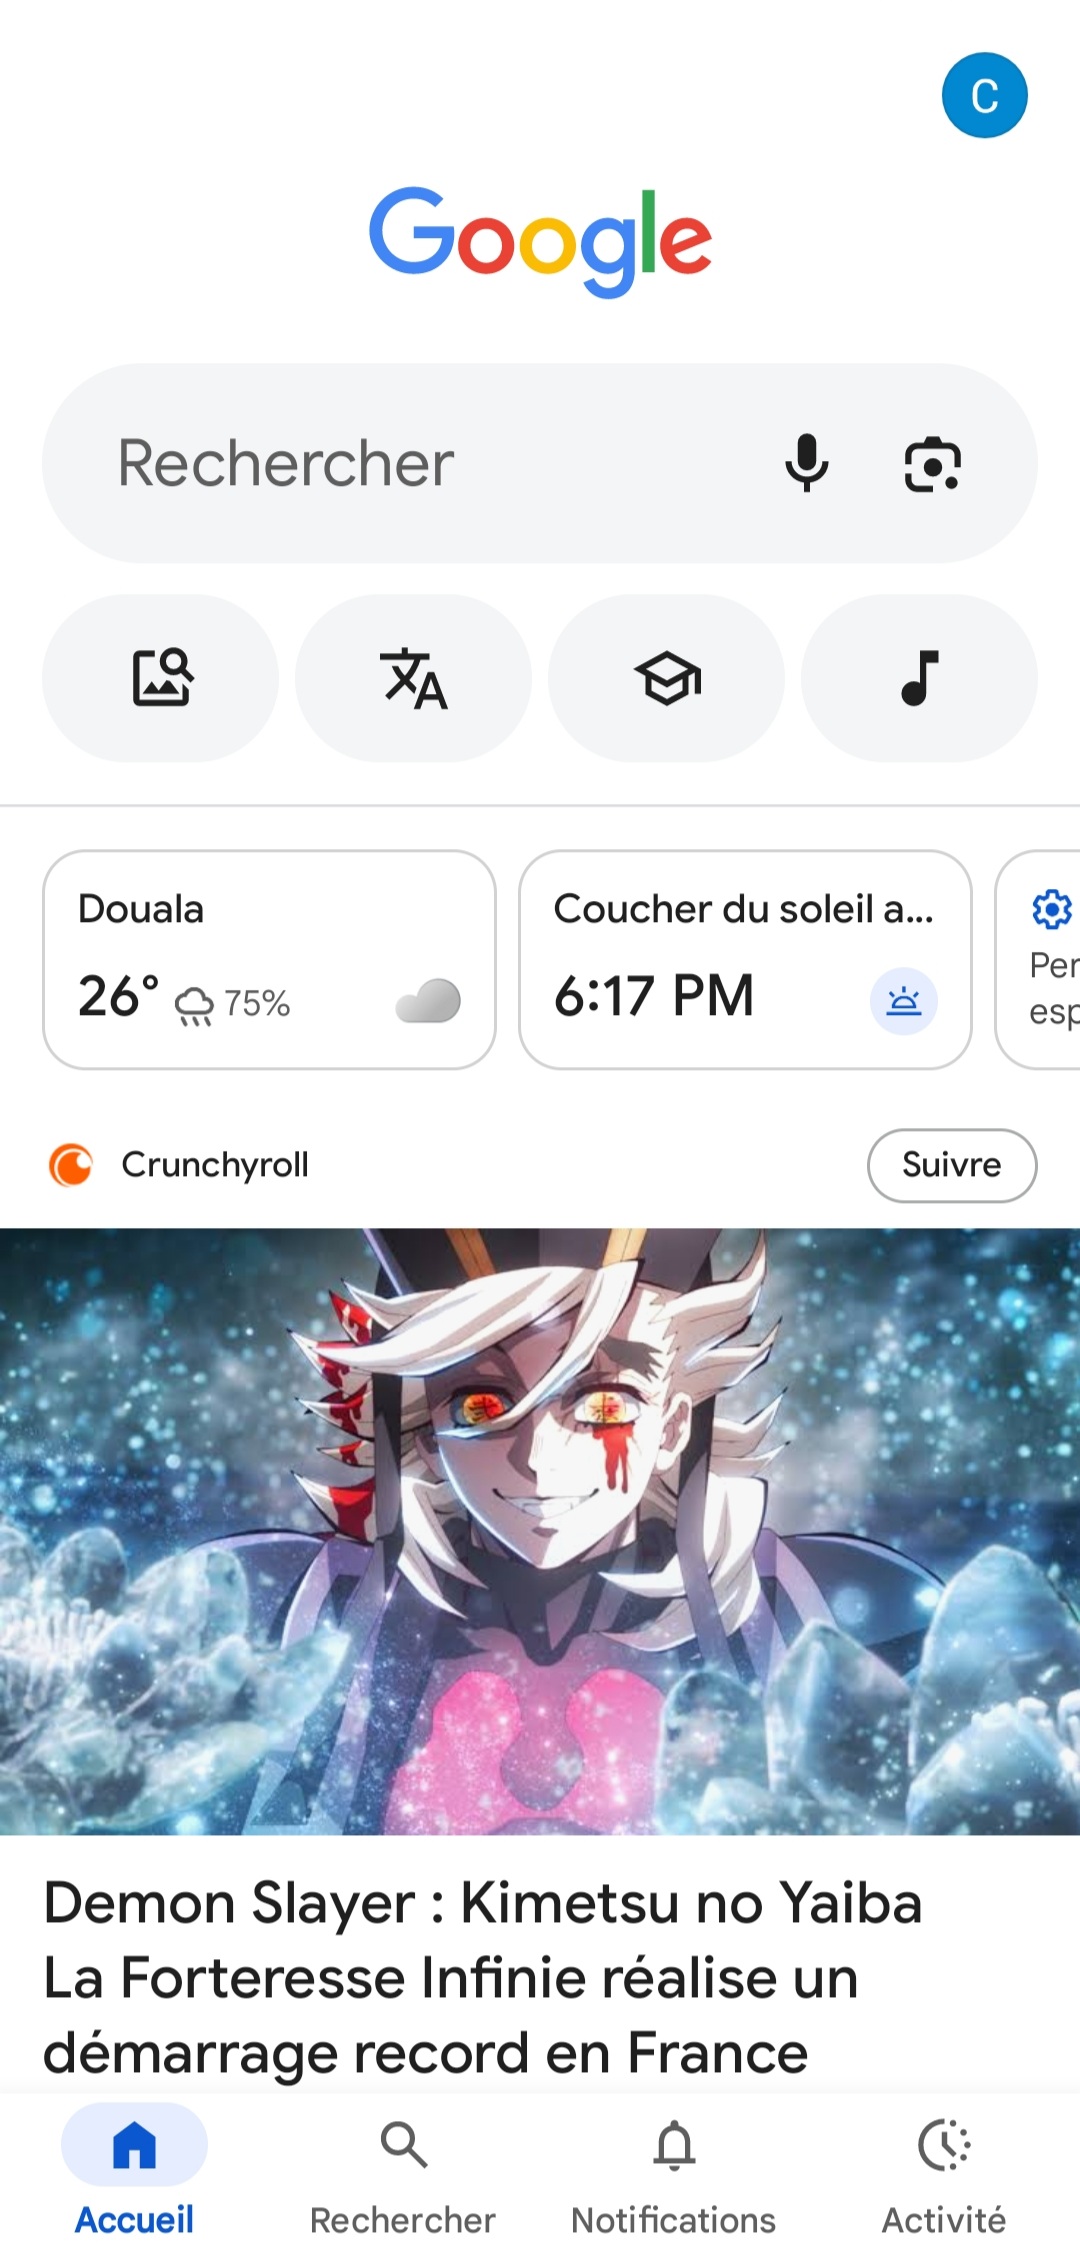 C
Google
Rechercher
Douala
Coucher du soleil a...
26° 75%
6:17 PM
Per
esp
Crunchyroll
Suivre
Demon Slayer : Kimetsu no Yaiba
La Forteresse Infinie réalise un
démarrage record en France
Accueil
Rechercher
Notifications
Activité